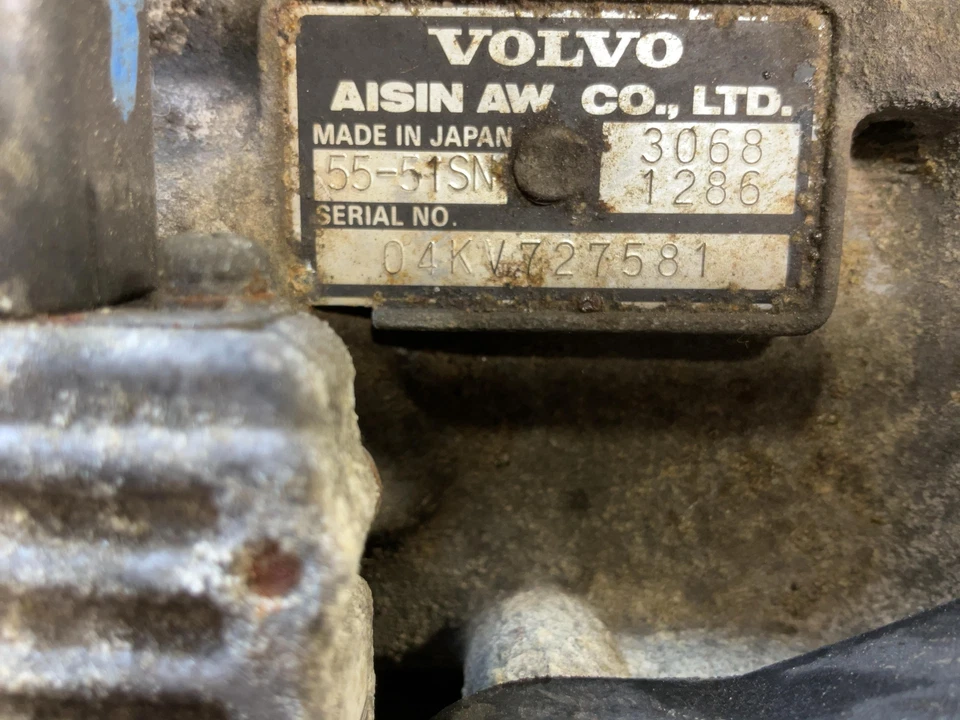 VOLVO
AISIN AW CO., LTD.
MADE IN JAPAN
3068
55-51SN
1286
SERIAL NO.
04KV727581